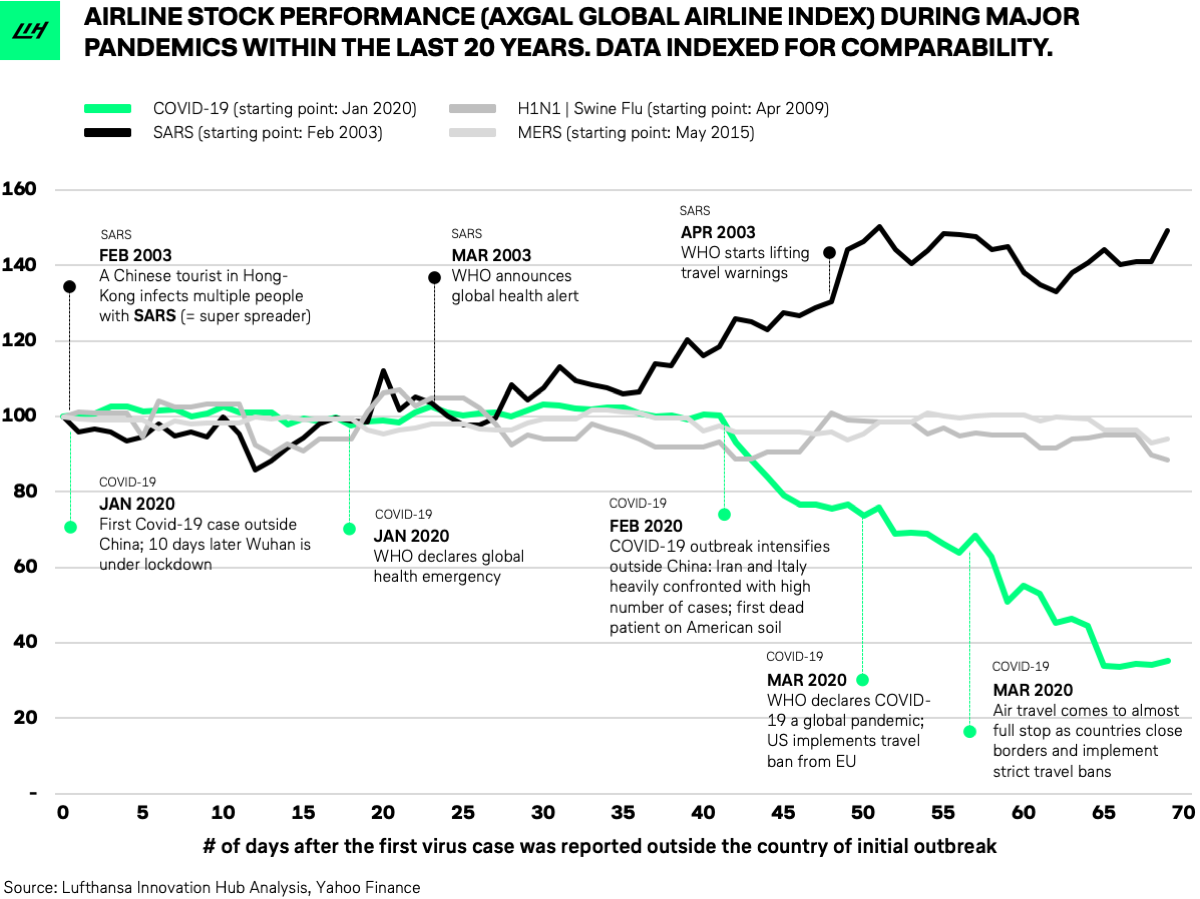 LIH
AIRLINE STOCK PERFORMANCE (AXGAL GLOBAL AIRLINE INDEX) DURING MAJOR
PANDEMICS WITHIN THE LAST 20 YEARS. DATA INDEXED FOR COMPARABILITY.
COVID-19 (starting point: Jan 2020)
H1N1 | Swine Flu (starting point: Apr 2009)
SARS (starting point: Feb 2003)
MERS (starting point: May 2015)
160
140
120
100
80
60
40
20
-
SARS
FEB 2003
A Chinese tourist in Hong-
Kong infects multiple people
with SARS (= super spreader)
SARS
MAR 2003
WHO announces
global health alert
SARS
APR 2003
WHO starts lifting
travel warnings
COVID-19
JAN 2020
First Covid-19 case outside
China; 10 days later Wuhan is
under lockdown
COVID-19
JAN 2020
WHO declares global
health emergency
COVID-19
FEB 2020
COVID-19 outbreak intensifies
outside China: Iran and Italy
heavily confronted with high
number of cases; first dead
patient on American soil
COVID-19
MAR 2020
WHO declares COVID-
19 a global pandemic;
US implements travel
ban from EU
COVID-19
MAR 2020
Air travel comes to almost
full stop as countries close
borders and implement
strict travel bans
0 5 10 15 20 25 30 35 40 45 50 55 60 65 70
# of days after the first virus case was reported outside the country of initial outbreak
Source: Lufthansa Innovation Hub Analysis, Yahoo Finance